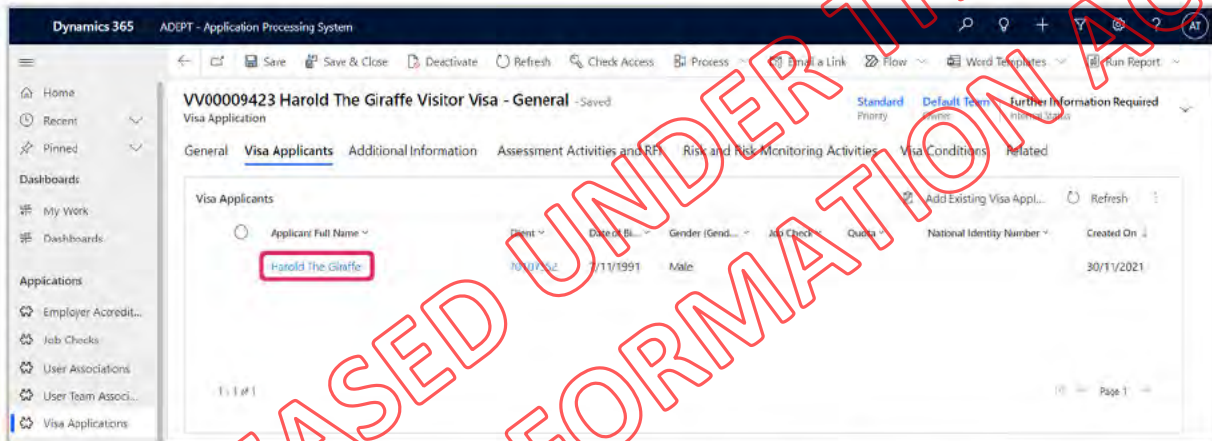 Dynamics 365 ADEPT - Application Processing System AT
Save Save & Close Deactivate Refresh Check Access Process Email a Link Flow Word Templates Run Report
Home
Recent
Pinned
Dashboards
My Work
Dashboards
Applications
Employer Accredit...
Job Checks
User Associations
User Team Associ...
Visa Applications
VV00009423 Harold The Giraffe Visitor Visa - General - Saved
Visa Application
Standard Default Team Further Information Required
Priority Owner Internal Status
General Visa Applicants Additional Information Assessment Activities and RFI Risk and Risk Monitoring Activities Visa Conditions Related
Visa Applicants Add Existing Visa Appl... Refresh
Applicant Full Name Client Date of Bi... Gender (Gend... Job Check Quota National Identity Number Created On
Harold The Giraffe /11/1991 Male 30/11/2021
1 - 1 of 1 Page 1